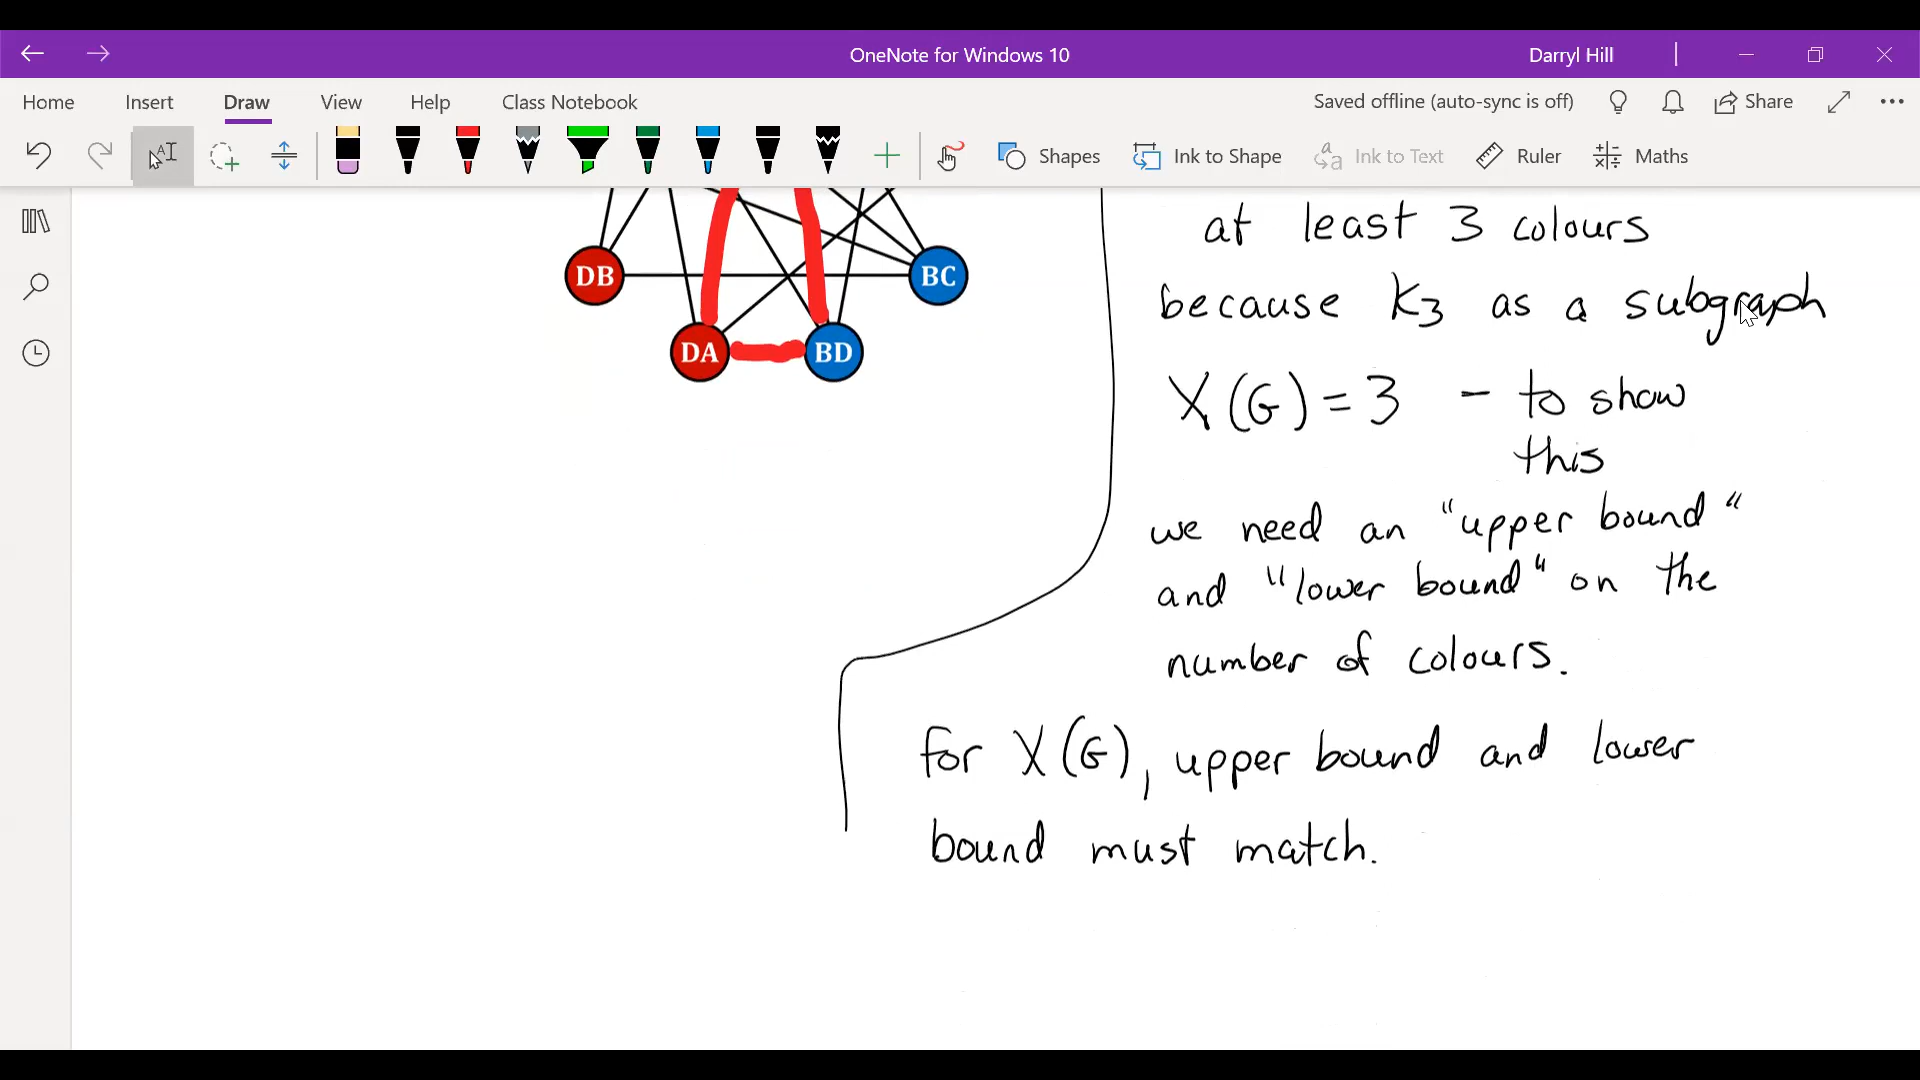 OneNote for Windows 10
Darryl Hill
Home Insert Draw View Help Class Notebook
Saved offline (auto-sync is off) Share
Shapes Ink to Shape Ink to Text Ruler Maths
at least 3 colours
DB BC
because K3 as a subgraph
DA BD
X(G) = 3 - to show
this
we need an "upper bound"
and "lower bound" on the
number of colours.
for X(G), upper bound and lower
bound must match.